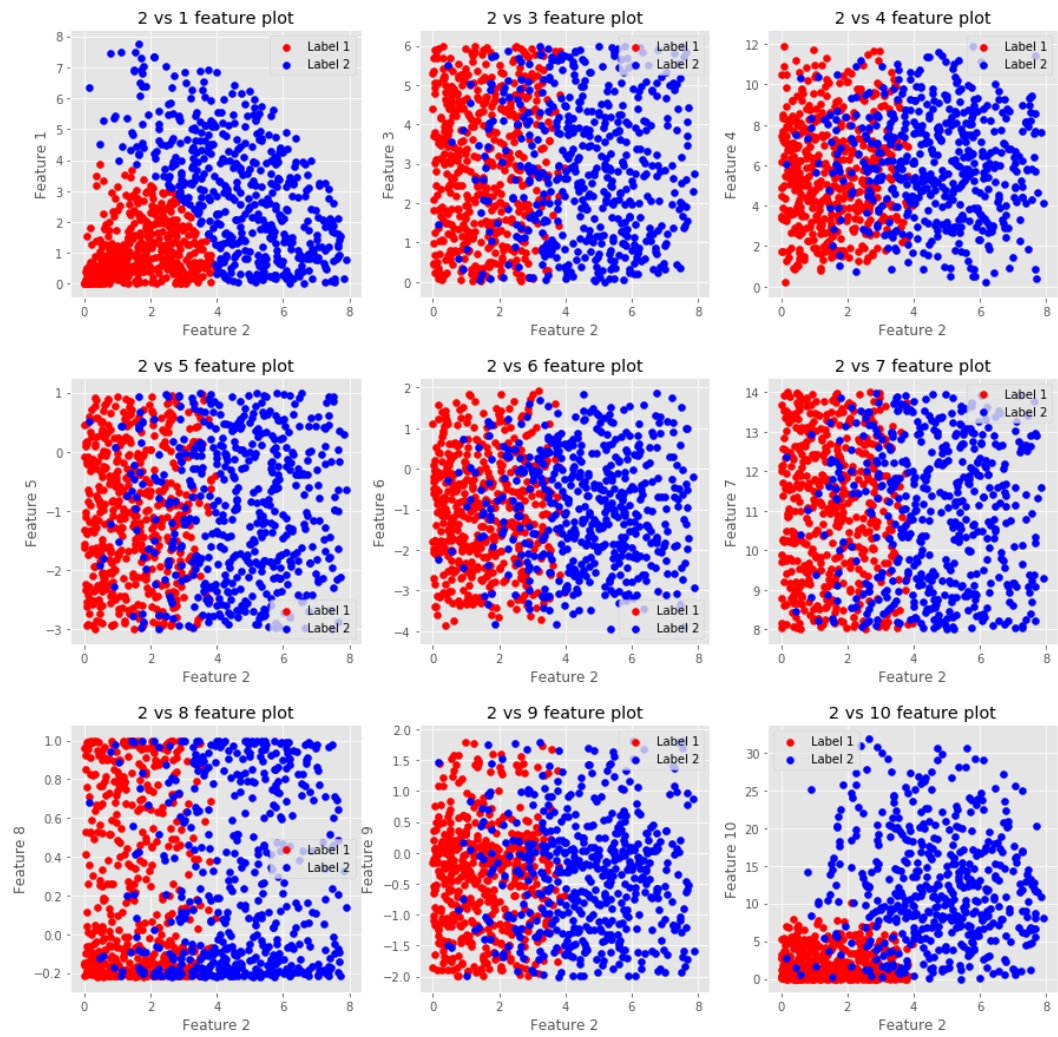 2 vs 1 feature plot
8
7
6
5
4
3
2
1
0
Feature 1
Label 1
Label 2
0 2 4 6 8
Feature 2
2 vs 3 feature plot
6
5
4
3
2
1
0
Feature 3
Label 1
Label 2
0 2 4 6 8
Feature 2
2 vs 4 feature plot
12
10
8
6
4
2
0
Feature 4
Label 1
Label 2
0 2 4 6 8
Feature 2
2 vs 5 feature plot
1
0
−1
−2
−3
Feature 5
Label 1
Label 2
0 2 4 6 8
Feature 2
2 vs 6 feature plot
2
1
0
−1
−2
−3
−4
Feature 6
Label 1
Label 2
0 2 4 6 8
Feature 2
2 vs 7 feature plot
14
13
12
11
10
9
8
Feature 7
Label 1
Label 2
0 2 4 6 8
Feature 2
2 vs 8 feature plot
1.0
0.8
0.6
0.4
0.2
0.0
−0.2
Feature 8
Label 1
Label 2
0 2 4 6 8
Feature 2
2 vs 9 feature plot
2.0
1.5
1.0
0.5
0.0
−0.5
−1.0
−1.5
−2.0
Feature 9
Label 1
Label 2
0 2 4 6 8
Feature 2
2 vs 10 feature plot
30
25
20
15
10
5
0
Feature 10
Label 1
Label 2
0 2 4 6 8
Feature 2